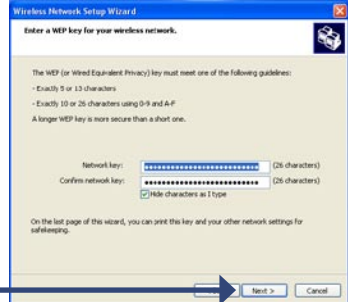 Wireless Network Setup Wizard
Enter a WEP key for your wireless network.
The WEP (or Wired Equivalent Privacy) key must meet one of the following guidelines:
- Exactly 5 or 13 characters
- Exactly 10 or 26 characters using 0-9 and A-F
A longer WEP key is more secure than a short one.
Network key: (26 characters)
Confirm network key: (26 characters)
Hide characters as I type
On the last page of this wizard, you can print this key and your other network settings for
safekeeping.
Next > Cancel